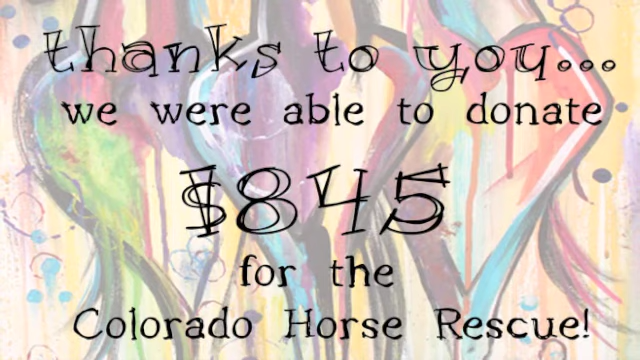 thanks to you...
we were able to donate
$845
for the
Colorado Horse Rescue!